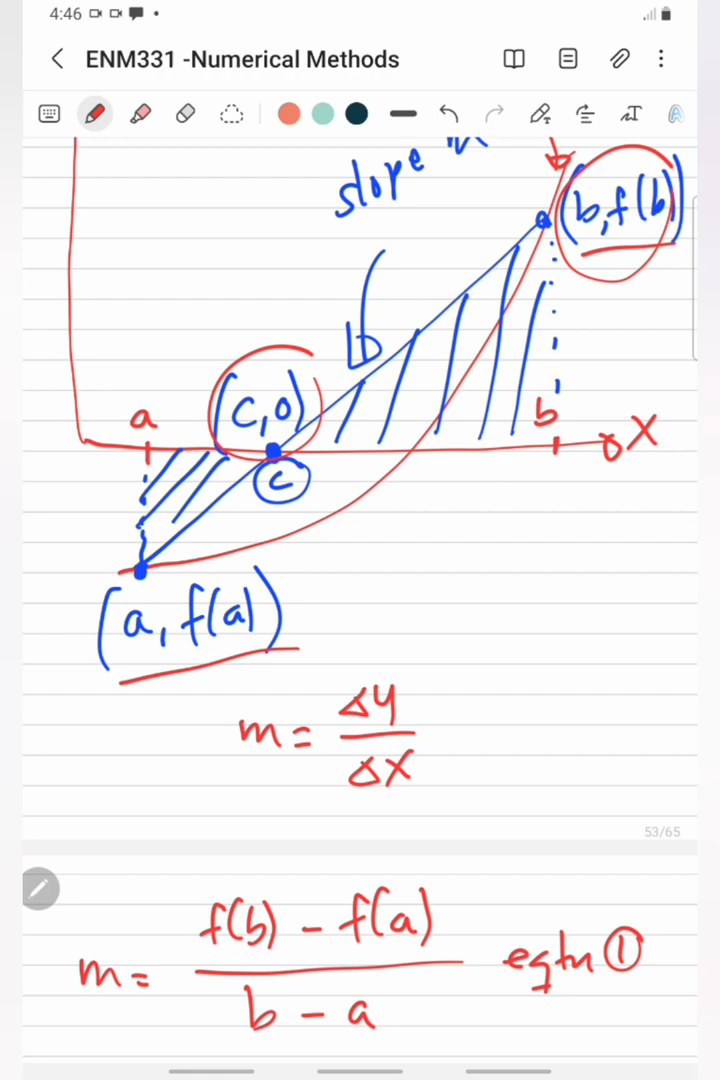 4:46
ENM331 -Numerical Methods
slope m
b
(b, f(b))
(c, 0)
a
b
X
c
(a, f(a))
m = ΔY
ΔX
53/65
m = f(b) - f(a)
b - a
eqtn ①